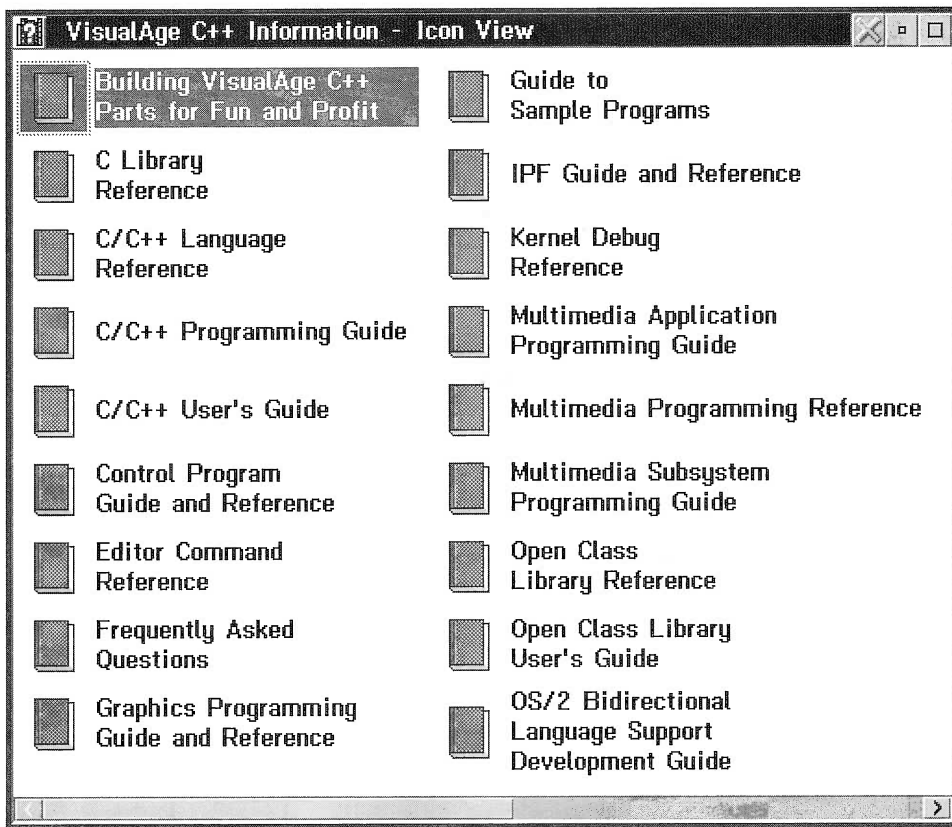 VisualAge C++ Information - Icon View
Building VisualAge C++
Parts for Fun and Profit
C Library
Reference
C/C++ Language
Reference
C/C++ Programming Guide
C/C++ User's Guide
Control Program
Guide and Reference
Editor Command
Reference
Frequently Asked
Questions
Graphics Programming
Guide and Reference
Guide to
Sample Programs
IPF Guide and Reference
Kernel Debug
Reference
Multimedia Application
Programming Guide
Multimedia Programming Reference
Multimedia Subsystem
Programming Guide
Open Class
Library Reference
Open Class Library
User's Guide
OS/2 Bidirectional
Language Support
Development Guide